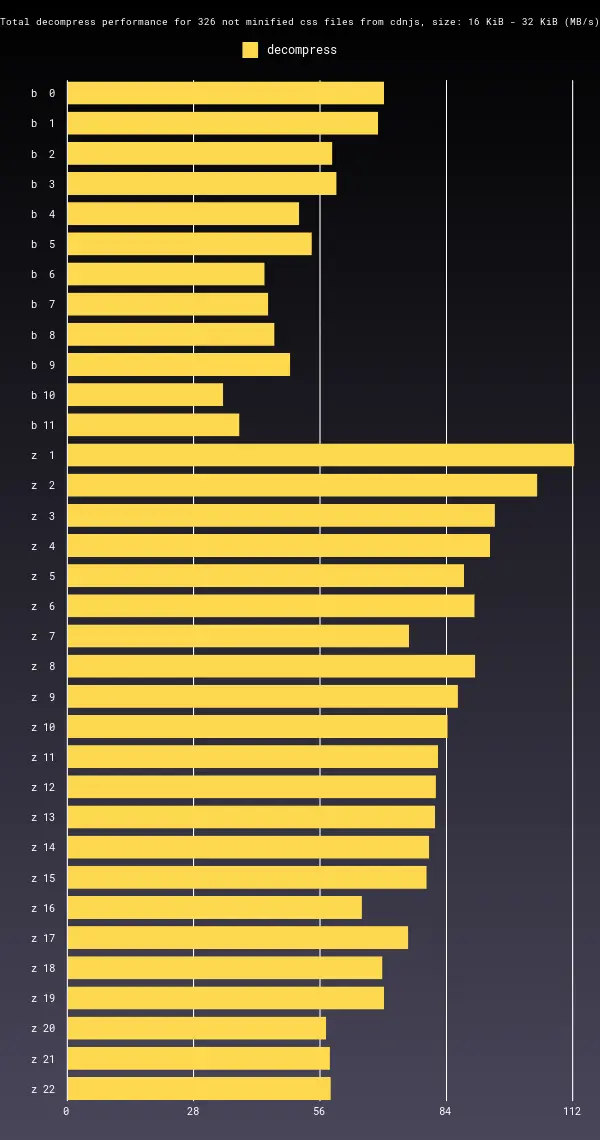 Total decompress performance for 326 not minified css files from cdnjs, size: 16 KiB - 32 KiB (MB/s)
decompress
b 0
b 1
b 2
b 3
b 4
b 5
b 6
b 7
b 8
b 9
b 10
b 11
z 1
z 2
z 3
z 4
z 5
z 6
z 7
z 8
z 9
z 10
z 11
z 12
z 13
z 14
z 15
z 16
z 17
z 18
z 19
z 20
z 21
z 22
0 28 56 84 112